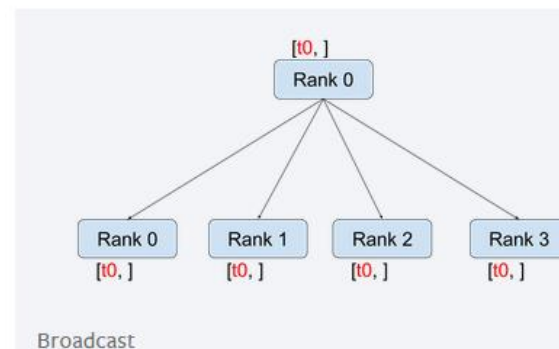 [t0, ]
Rank 0
Rank 0 Rank 1 Rank 2 Rank 3
[t0, ] [t0, ] [t0, ] [t0, ]
Broadcast